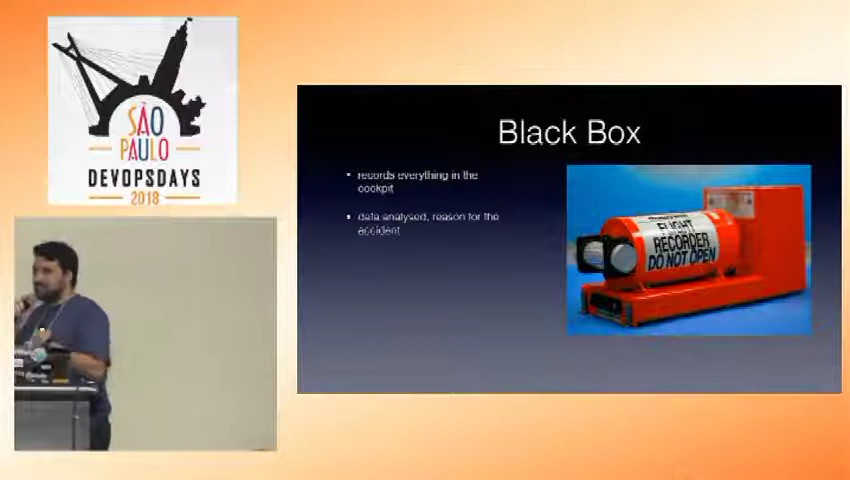 SÃO
PAULO
DEVOPSDAYS
2018
Black Box
• records everything in the
cockpit
• data analysed, reason for the
accident
FLIGHT
RECORDER
DO NOT OPEN